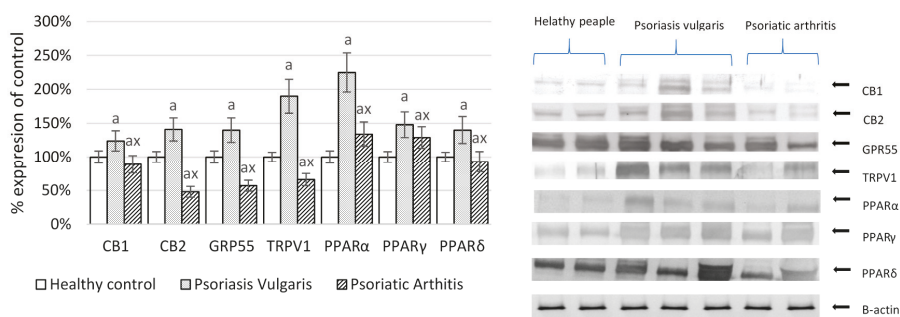 300%
250%
200%
150%
100%
50%
0%
% expresion of control
a
ax
a
ax
a
ax
a
ax
a
ax
a
ax
a
ax
CB1 CB2 GRP55 TRPV1 PPARα PPARγ PPARδ
Healthy control Psoriasis Vulgaris Psoriatic Arthitis
Helathy peaple Psoriasis vulgaris Psoriatic arthritis
CB1
CB2
GPR55
TRPV1
PPARα
PPARγ
PPARδ
B-actin